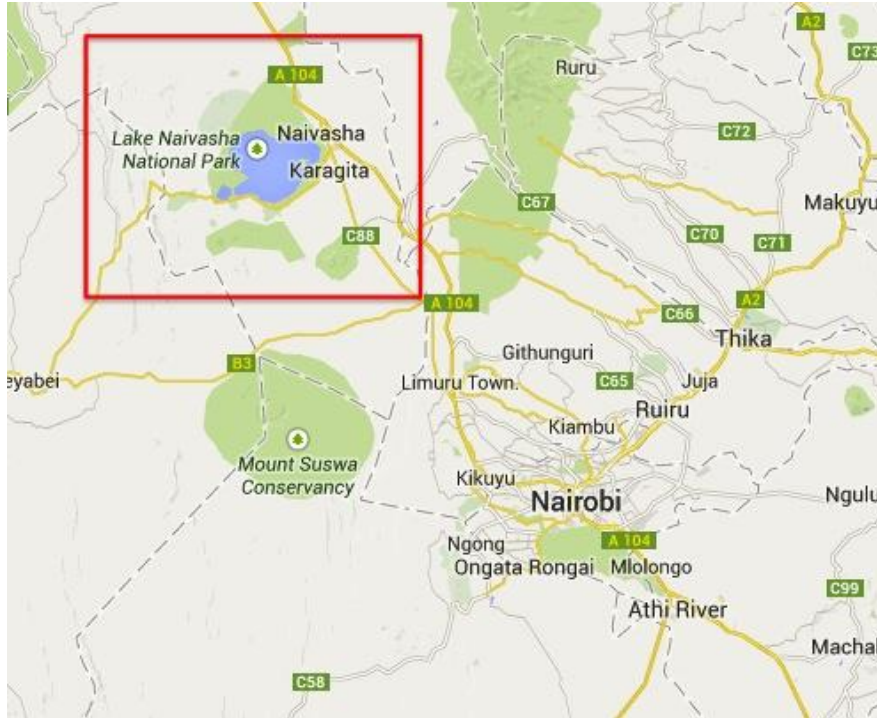 A2
C73
Ruru
A 104
Lake Naivasha
National Park
Naivasha
Karagita
C72
C67
Makuyu
C88
C70
C71
A 104
A2
C66
Thika
B3
Githunguri
eyabei
Limuru Town.
C65
Juja
Ruiru
Kiambu
Mount Suswa
Conservancy
Kikuyu
Nairobi
Ngulu
A 104
Ngong
Ongata Rongai
Mlolongo
C99
Athi River
Machal
C58